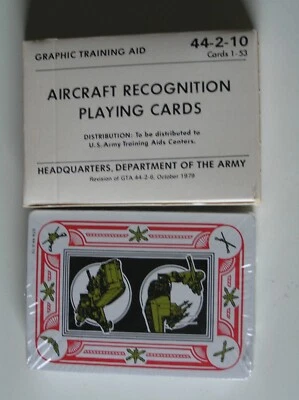 GRAPHIC TRAINING AID
44-2-10
Cards 1-53
AIRCRAFT RECOGNITION
PLAYING CARDS
DISTRIBUTION: To be distributed to
U.S. Army Training Aids Centers.
HEADQUARTERS, DEPARTMENT OF THE ARMY
Revision of GTA 44-2-6, October 1978